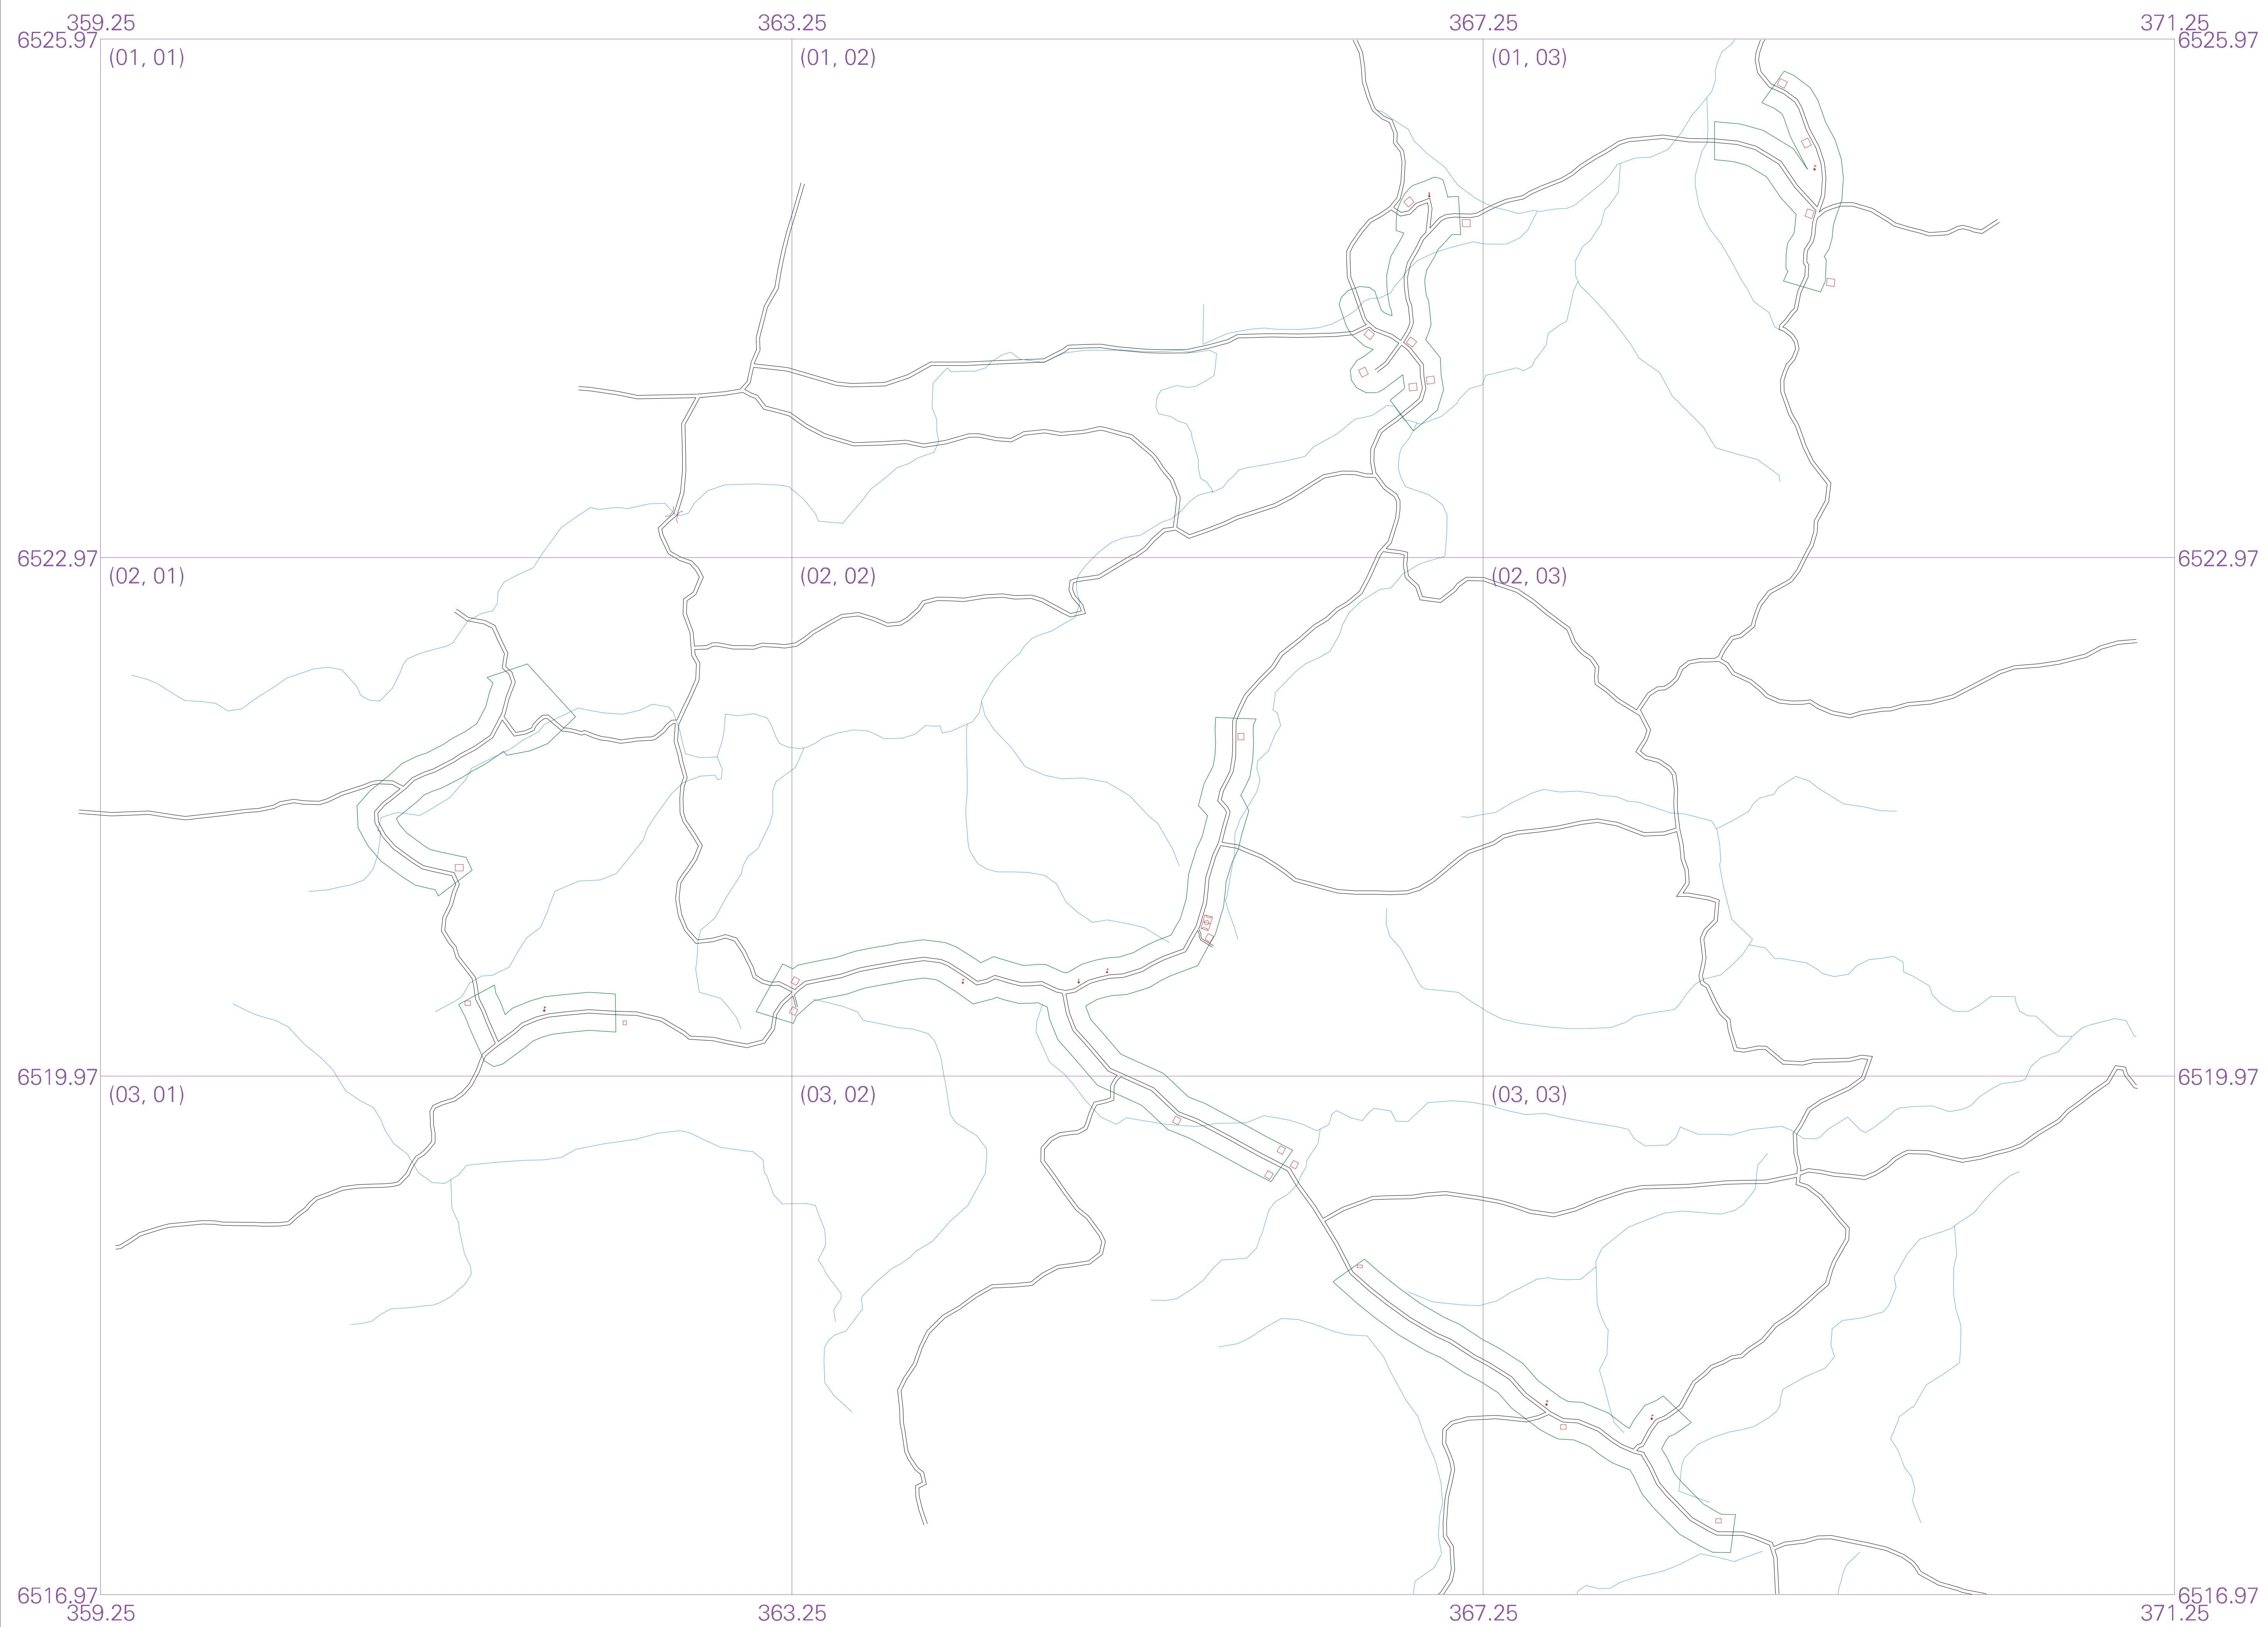 359.25 363.25 367.25 371.25
6525.97 6525.97
(01, 01) (01, 02) (01, 03)
6522.97 6522.97
(02, 01) (02, 02) (02, 03)
6519.97 6519.97
(03, 01) (03, 02) (03, 03)
6516.97 6516.97
359.25 363.25 367.25 371.25